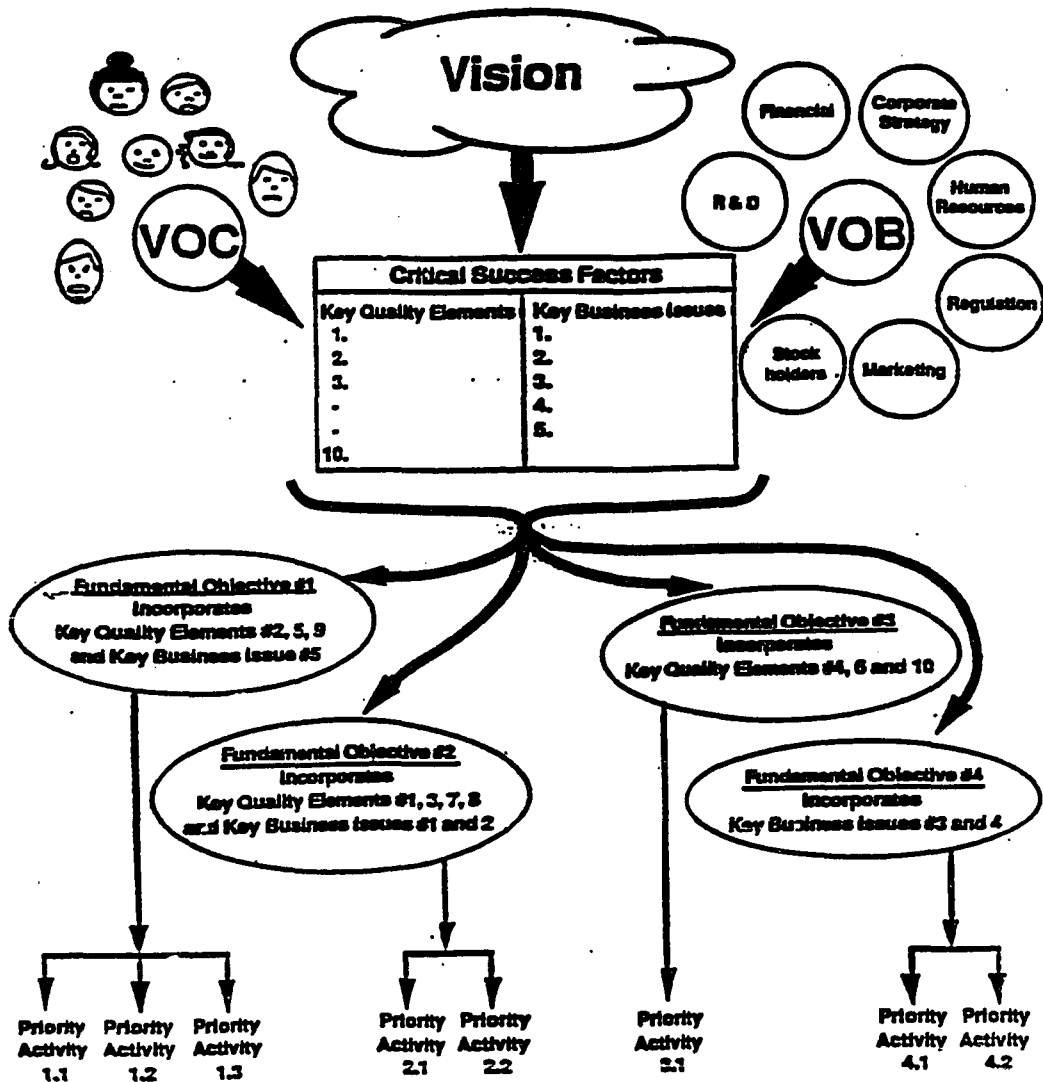 Vision
VOC
Financial
Corporate
Strategy
R & D
VOB
Human
Resources
Regulation
Stock
holders
Marketing
Critical Success Factors
Key Quality Elements
1.
2.
3.
-
-
10.
Key Business Issues
1.
2.
3.
4.
5.
Fundamental Objective #1
Incorporates
Key Quality Elements #2, 5, 9
and Key Business Issue #5
Fundamental Objective #2
Incorporates
Key Quality Elements #1, 3, 7, 8
and Key Business Issues #1 and 2
Fundamental Objective #3
Incorporates
Key Quality Elements #4, 6 and 10
Fundamental Objective #4
Incorporates
Key Business Issues #3 and 4
Priority
Activity
1.1
Priority
Activity
1.2
Priority
Activity
1.3
Priority
Activity
2.1
Priority
Activity
2.2
Priority
Activity
3.1
Priority
Activity
4.1
Priority
Activity
4.2